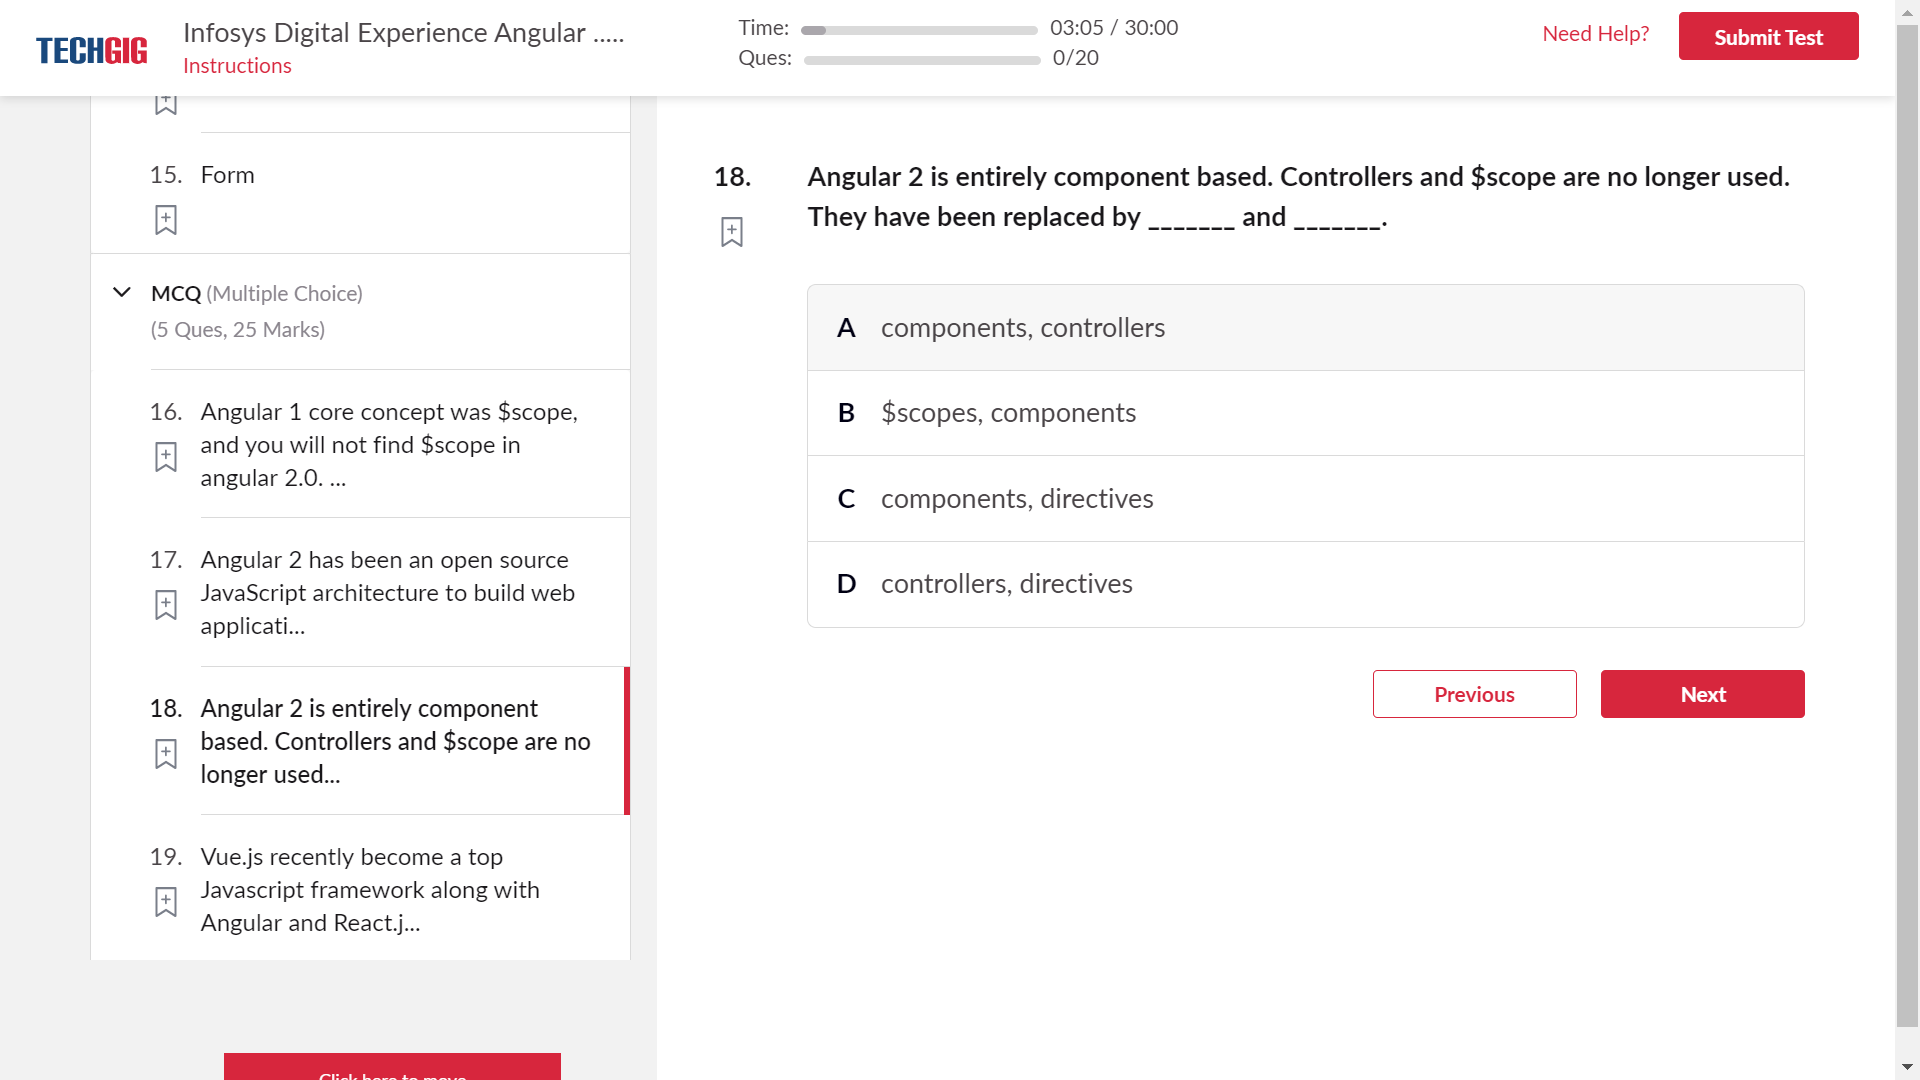 TECHGIG
Infosys Digital Experience Angular .....
Instructions
Time: 03:05 / 30:00
Ques: 0/20
Need Help?
Submit Test
15. Form
MCQ (Multiple Choice)
(5 Ques, 25 Marks)
16. Angular 1 core concept was $scope,
and you will not find $scope in
angular 2.0. ...
17. Angular 2 has been an open source
JavaScript architecture to build web
applicati...
18. Angular 2 is entirely component
based. Controllers and $scope are no
longer used...
19. Vue.js recently become a top
Javascript framework along with
Angular and React.j...
Click here to move
18. Angular 2 is entirely component based. Controllers and $scope are no longer used.
They have been replaced by _______ and _______.
A components, controllers
B $scopes, components
C components, directives
D controllers, directives
Previous
Next